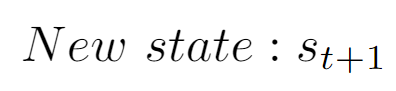 New state : s_{t+1}